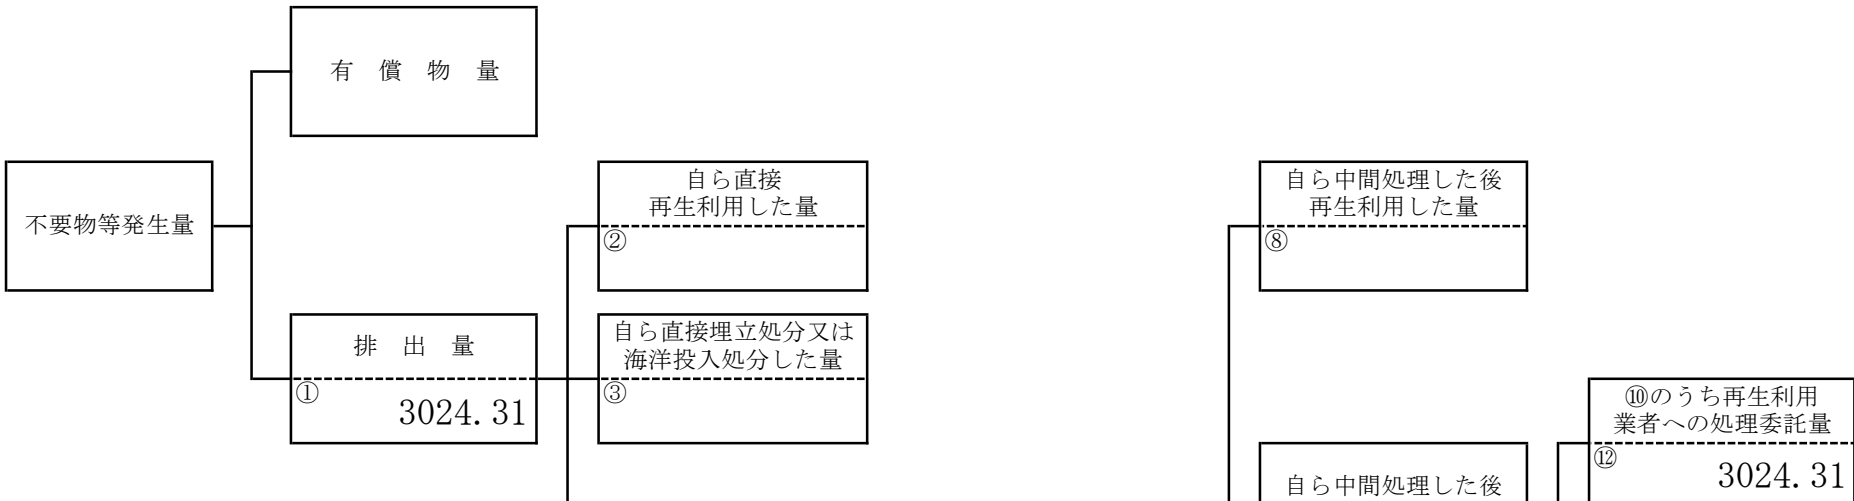 有 償 物 量
不要物等発生量
自ら直接
再生利用した量
②
自ら中間処理した後
再生利用した量
⑧
排 出 量
①
3024.31
自ら直接埋立処分又は
海洋投入処分した量
③
⑩のうち再生利用
業者への処理委託量
⑫
3024.31
自ら中間処理した後